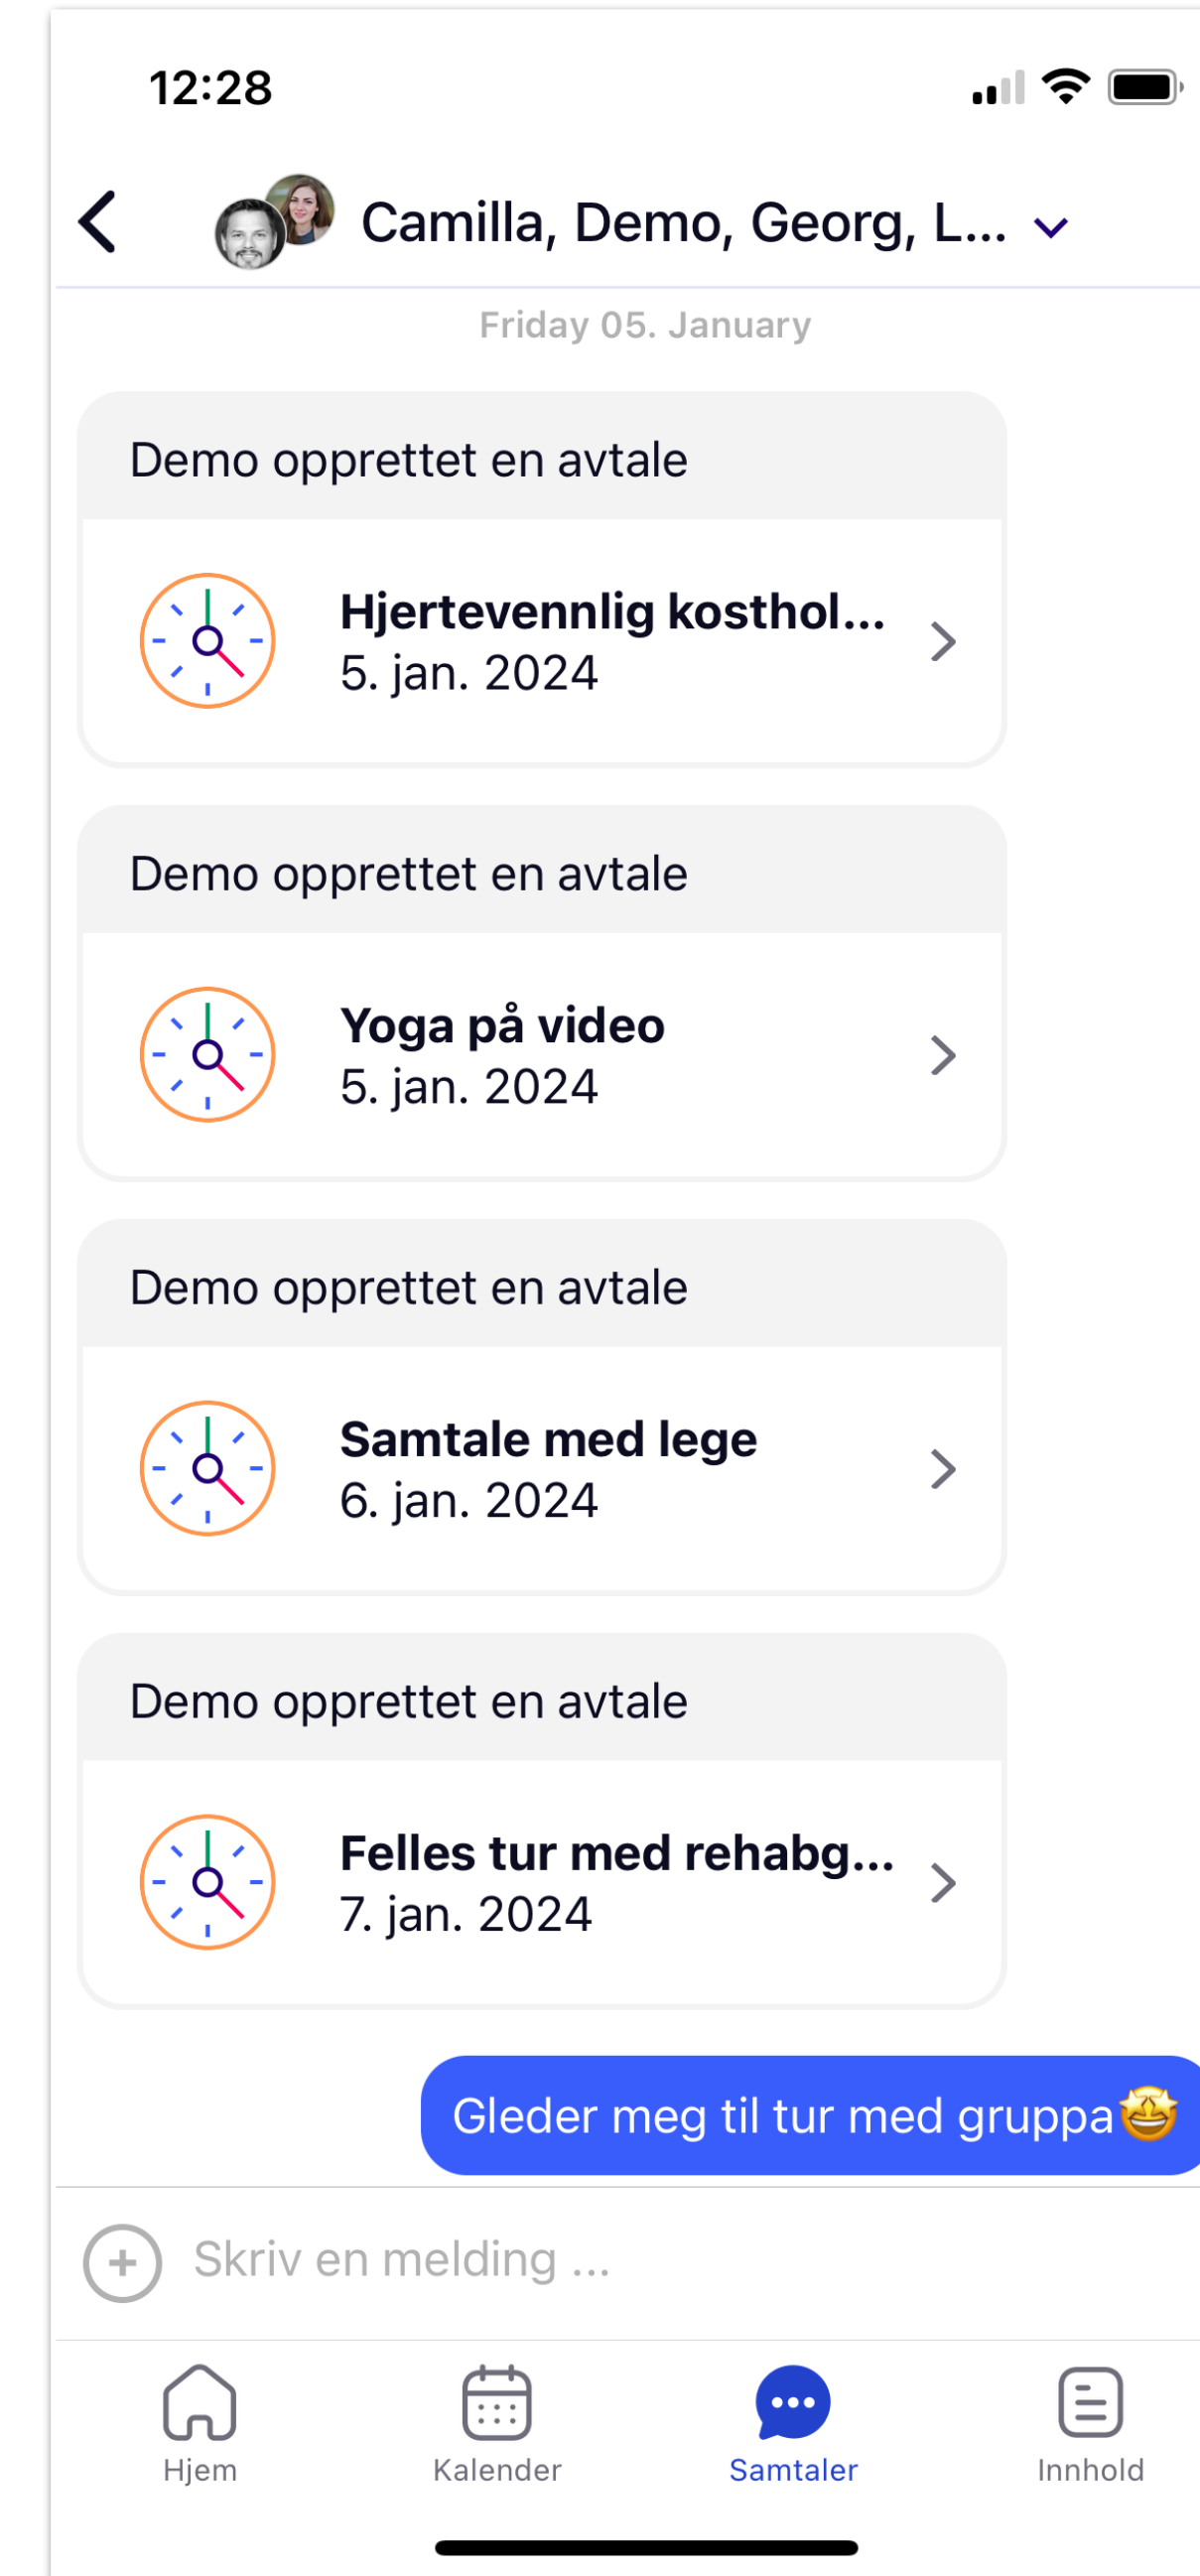 12:28
Camilla, Demo, Georg, L...
Friday 05. January
Demo opprettet en avtale
Hjertevennlig kosthol...
5. jan. 2024
Demo opprettet en avtale
Yoga på video
5. jan. 2024
Demo opprettet en avtale
Samtale med lege
6. jan. 2024
Demo opprettet en avtale
Felles tur med rehabg...
7. jan. 2024
Gleder meg til tur med gruppa🤩
Skriv en melding ...
Hjem
Kalender
Samtaler
Innhold